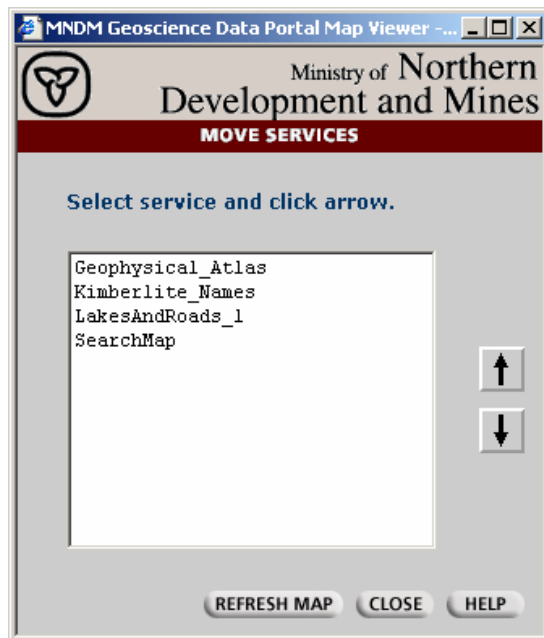 MNDM Geoscience Data Portal Map Viewer -...
Ministry of Northern
Development and Mines
MOVE SERVICES
Select service and click arrow.
Geophysical_Atlas
Kimberlite_Names
LakesAndRoads_1
SearchMap
REFRESH MAP CLOSE HELP